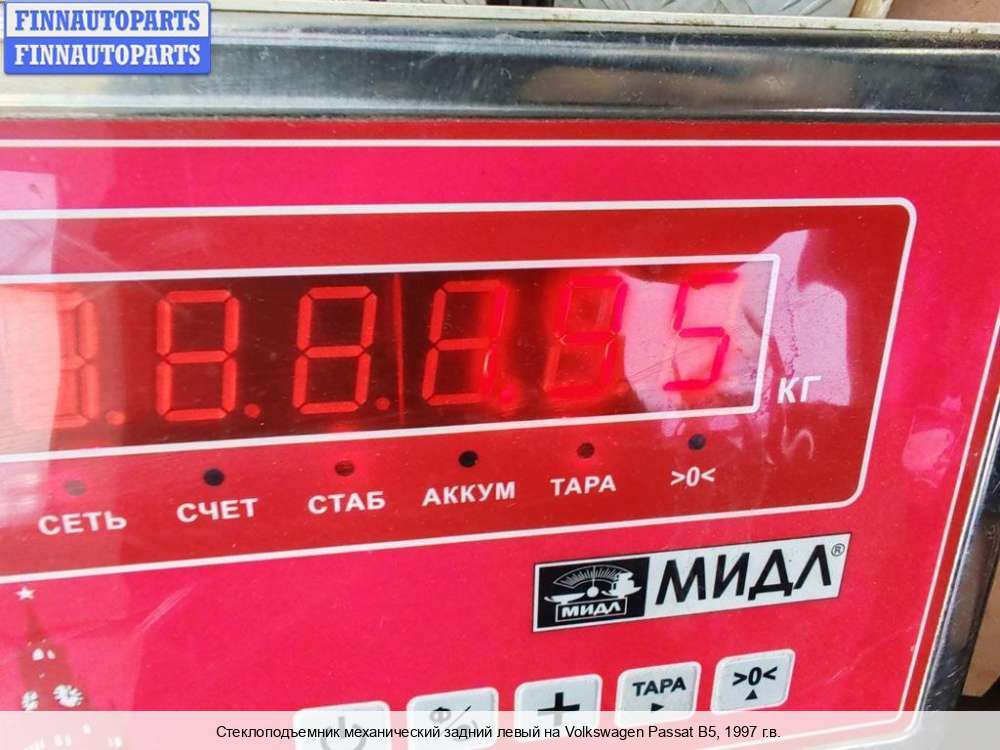 FINNAUTOPARTS
FINNAUTOPARTS
1.95
КГ
СЕТЬ СЧЕТ СТАБ АККУМ ТАРА >0<
МИДЛ МИДЛ®
ТАРА >0<
Стеклоподъемник механический задний левый на Volkswagen Passat B5, 1997 г.в.